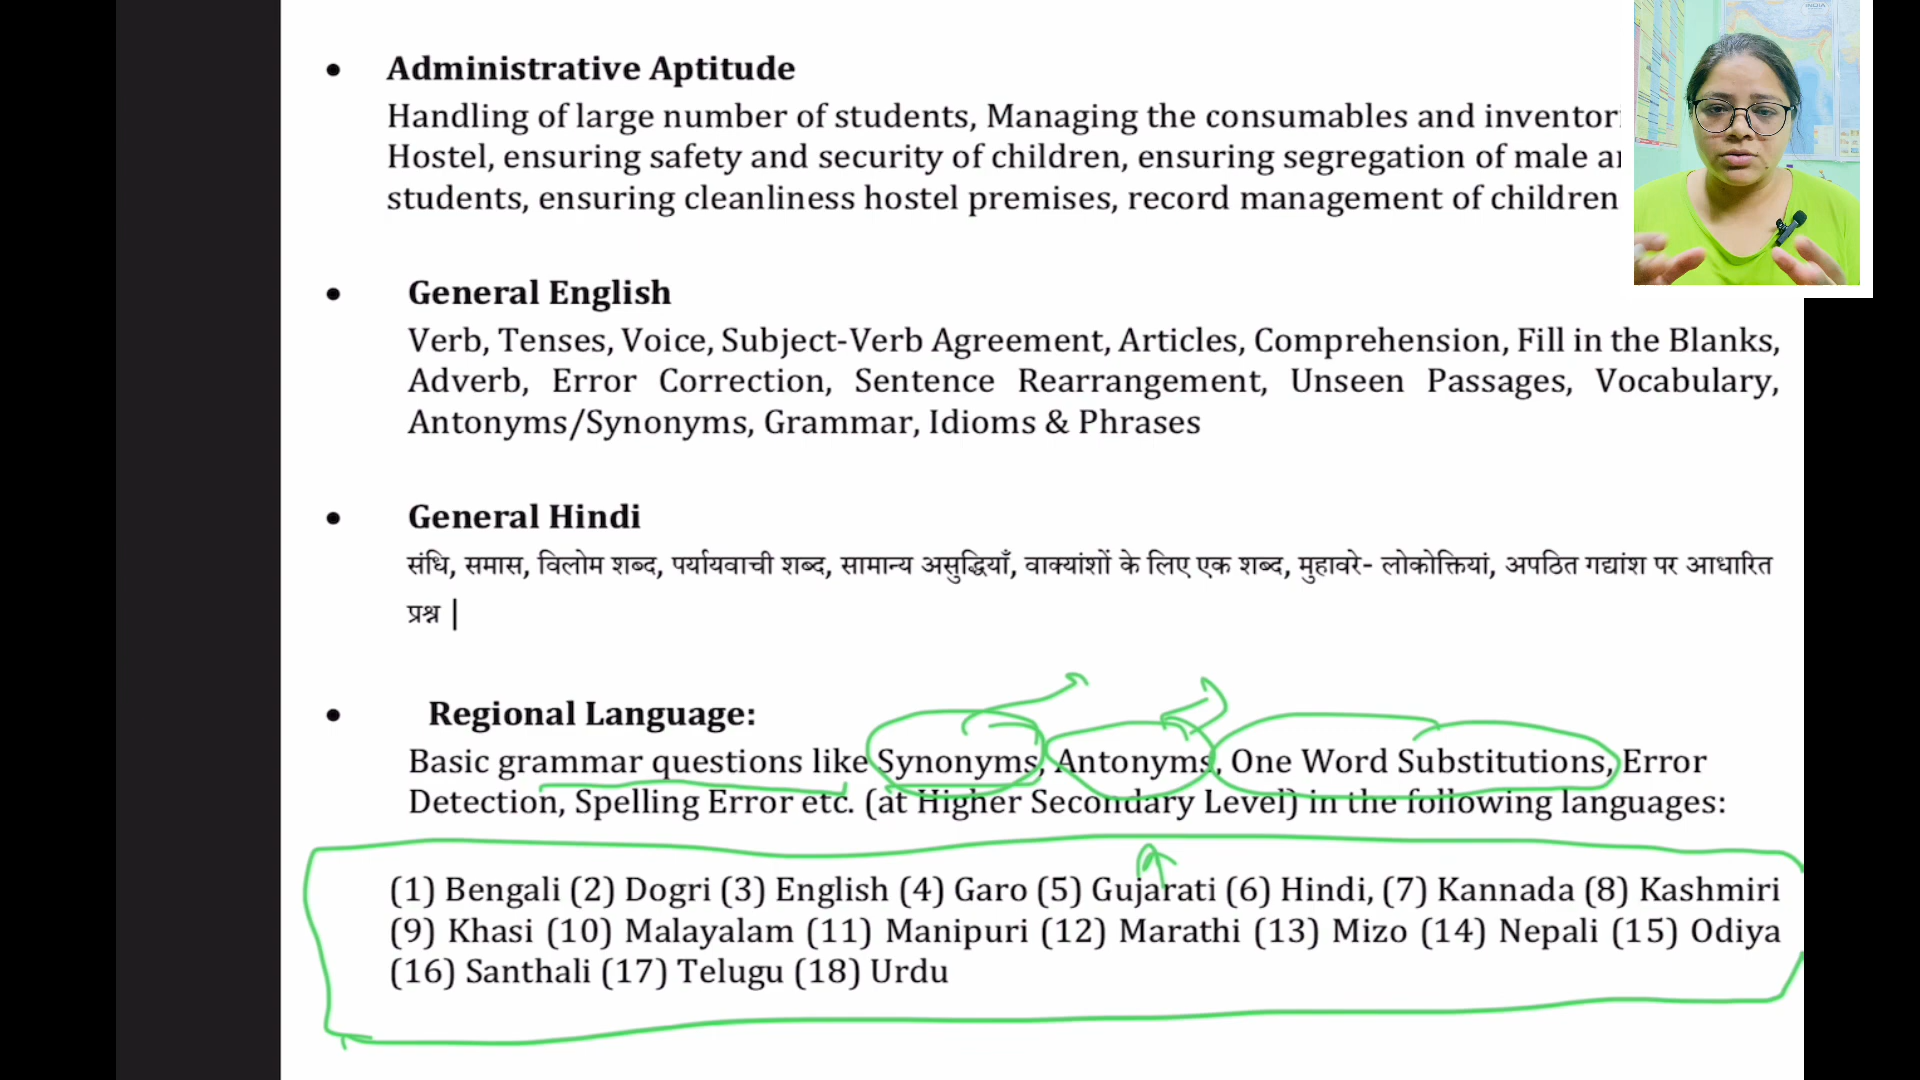 • Administrative Aptitude
Handling of large number of students, Managing the consumables and
Hostel, ensuring safety and security of children, ensuring segregation of male
students, ensuring cleanliness hostel premises, record management of children
• General English
Verb, Tenses, Voice, Subject-Verb Agreement, Articles, Comprehension, Fill in the Blanks,
Adverb, Error Correction, Sentence Rearrangement, Unseen Passages, Vocabulary,
Antonyms/Synonyms, Grammar, Idioms & Phrases
• General Hindi
संधि, समास, विलोम शब्द, पर्यायवाची शब्द, सामान्य असुद्धियाँ, वाक्यांशों के लिए एक शब्द, मुहावरे- लोकोक्तियां, अपठित गद्यांश पर आधारित
प्रश्न |
• Regional Language:
Basic grammar questions like Synonyms, Antonyms, One Word Substitutions, Error
Detection, Spelling Error etc. (at Higher Secondary Level) in the following languages:
(1) Bengali (2) Dogri (3) English (4) Garo (5) Gujarati (6) Hindi, (7) Kannada (8) Kashmiri
(9) Khasi (10) Malayalam (11) Manipuri (12) Marathi (13) Mizo (14) Nepali (15) Odiya
(16) Santhali (17) Telugu (18) Urdu
INDIA